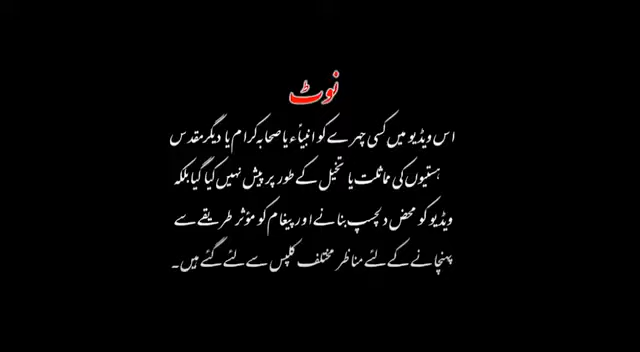 نوٹ
اس ویڈیو میں کسی چہرے کو انبیاًء یا صحابہ کرام یا دیگر مقدس
ہستیوں کی مماثلت یا تخیل کے طور پر پیش نہیں کیا گیا بلکہ
ویڈیو کو محض دلچسپ بنانے اور پیغام کو مؤثر طریقے سے
پہنچانے کے لئے مناظر مختلف کلپس سے لئے گئے ہیں۔